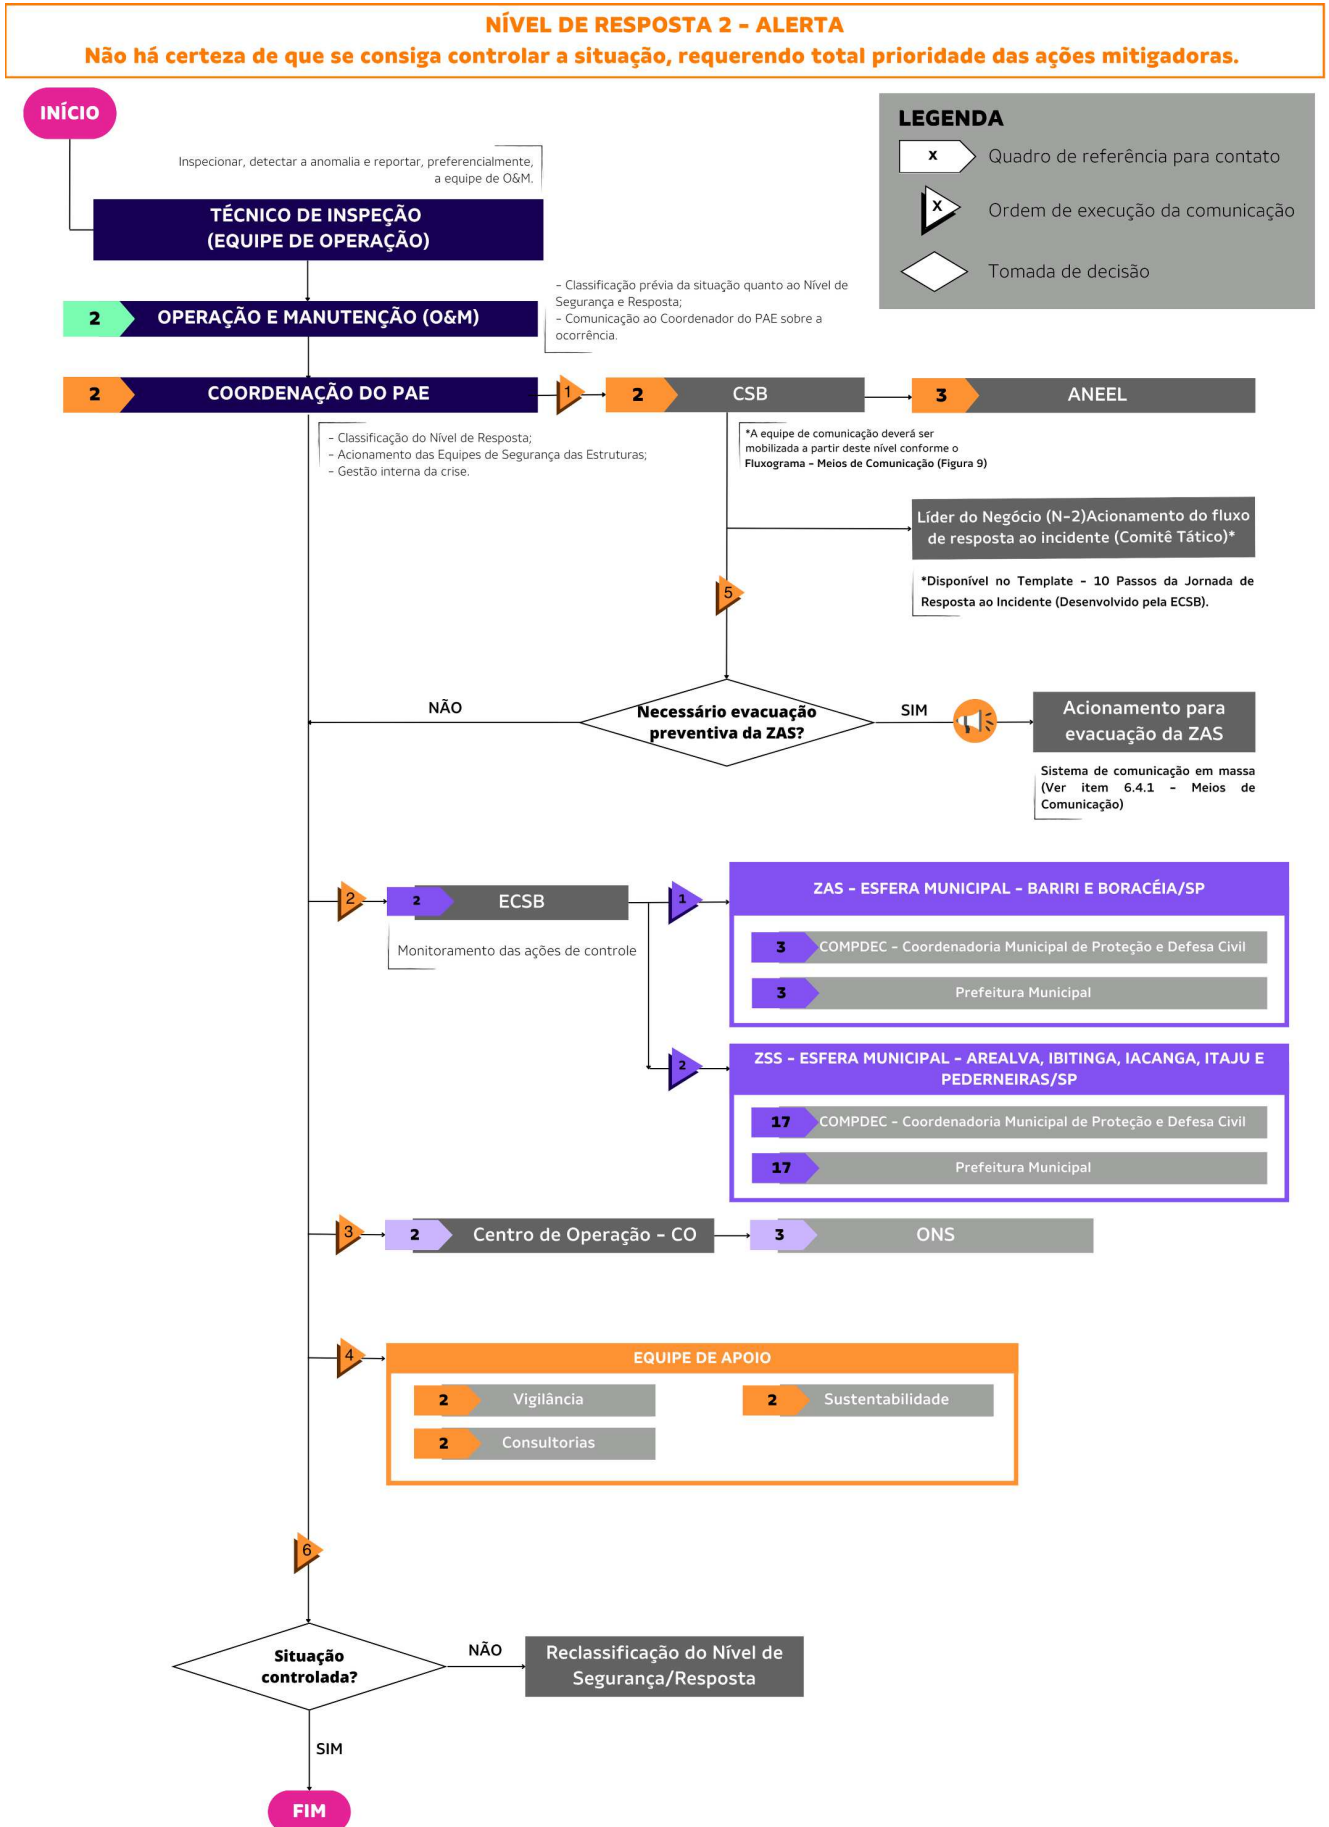 NÍVEL DE RESPOSTA 2 - ALERTA
Não há certeza de que se consiga controlar a situação, requerendo total prioridade das ações mitigadoras.
INÍCIO
LEGENDA
X
Quadro de referência para contato
X
Ordem de execução da comunicação
Tomada de decisão
Inspecionar, detectar a anomalia e reportar, preferencialmente,
a equipe de O&M.
TÉCNICO DE INSPEÇÃO
(EQUIPE DE OPERAÇÃO)
- Classificação prévia da situação quanto ao Nível de
Segurança e Resposta;
- Comunicação ao Coordenador do PAE sobre a
ocorrência.
2
OPERAÇÃO E MANUTENÇÃO (O&M)
2
COORDENAÇÃO DO PAE
1
2
CSB
3
ANEEL
- Classificação do Nível de Resposta;
- Acionamento das Equipes de Segurança das Estruturas;
- Gestão interna da crise.
*A equipe de comunicação deverá ser
mobilizada a partir deste nível conforme o
Fluxograma - Meios de Comunicação (Figura 9)
Líder do Negócio (N-2)Acionamento do fluxo
de resposta ao incidente (Comitê Tático)*
*Disponível no Template - 10 Passos da Jornada de
Resposta ao Incidente (Desenvolvido pela ECSB).
5
Necessário evacuação
preventiva da ZAS?
NÃO
SIM
Acionamento para
evacuação da ZAS
Sistema de comunicação em massa
(Ver item 6.4.1 - Meios de
Comunicação)
2
2
ECSB
Monitoramento das ações de controle
1
ZAS - ESFERA MUNICIPAL - BARIRI E BORACÉIA/SP
3
COMPDEC - Coordenadoria Municipal de Proteção e Defesa Civil
3
Prefeitura Municipal
2
ZSS - ESFERA MUNICIPAL - AREALVA, IBITINGA, IACANGA, ITAJU E
PEDERNEIRAS/SP
17
COMPDEC - Coordenadoria Municipal de Proteção e Defesa Civil
17
Prefeitura Municipal
3
2
Centro de Operação - CO
3
ONS
4
EQUIPE DE APOIO
2
Vigilância
2
Sustentabilidade
2
Consultorias
6
Situação
controlada?
NÃO
Reclassificação do Nível de
Segurança/Resposta
SIM
FIM